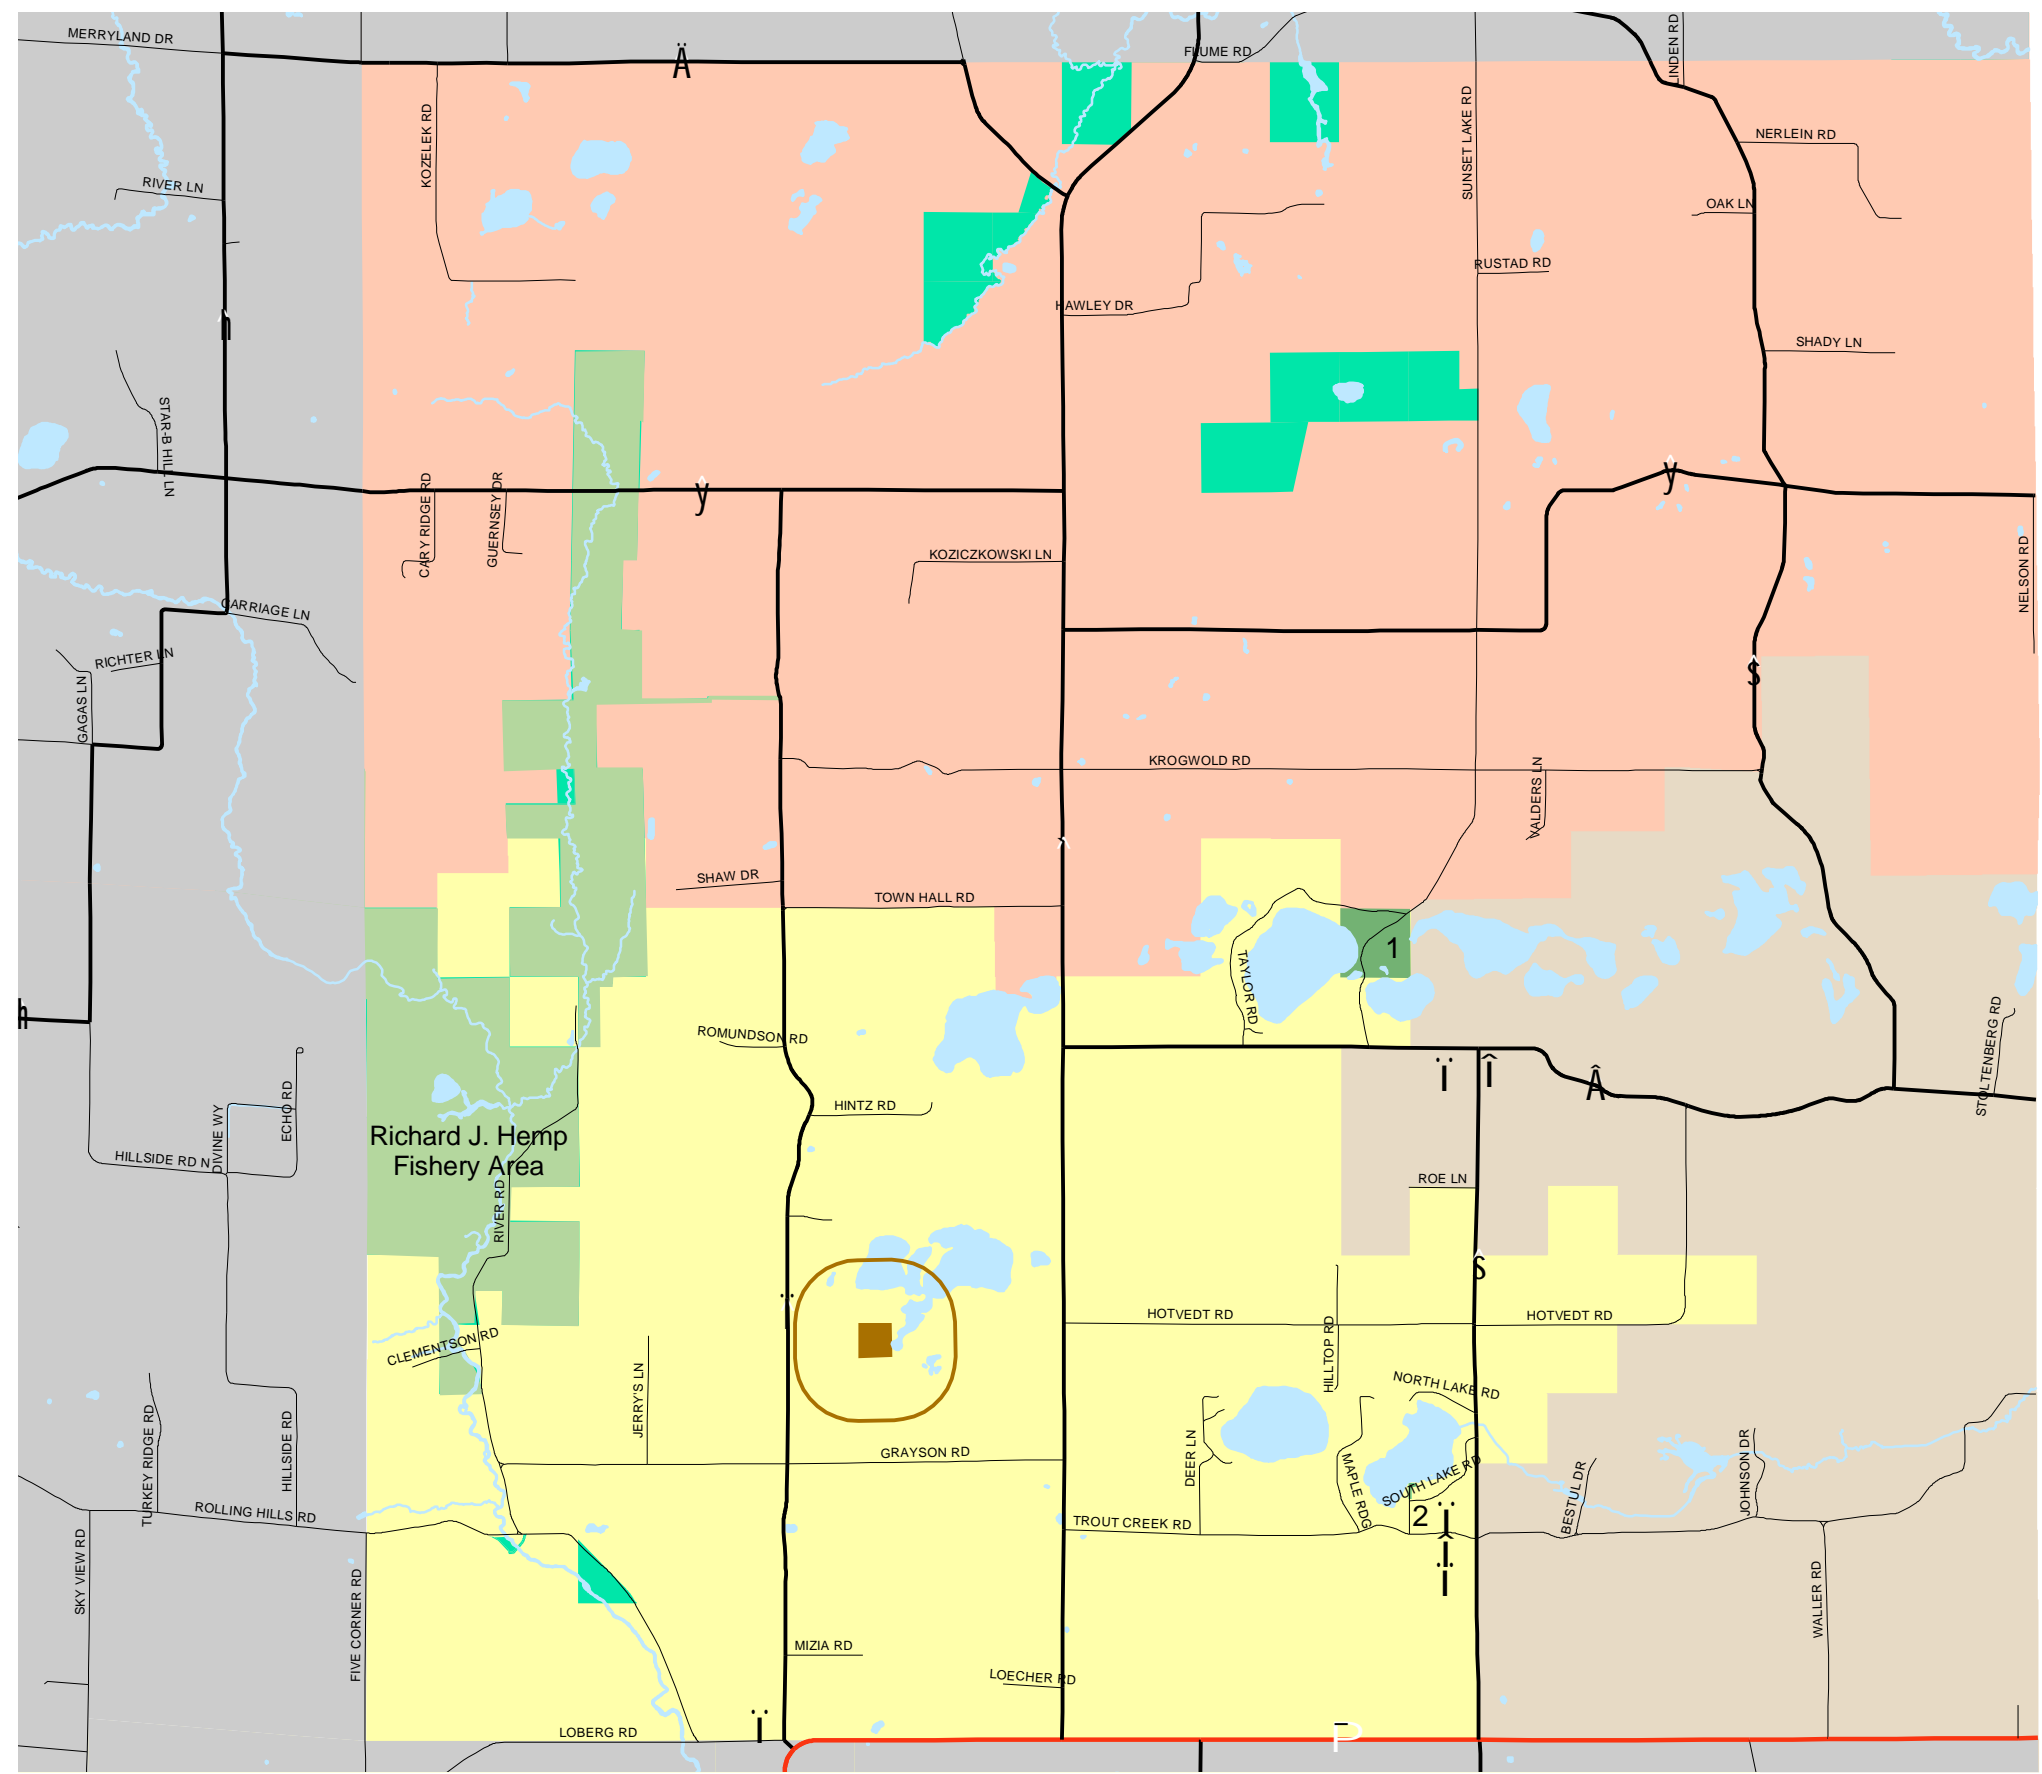 MERRYLAND DR
FLUME RD
LINDEN RD
Ä
KOZELEK RD
SUNSET LAKE RD
NERLEIN RD
RIVER LN
OAK LN
RUSTAD RD
HAWLEY DR
h
SHADY LN
STAR-B HILL LN
ŷ
ŷ
CARY RIDGE RD
GUERNSEY DR
KOZICZKOWSKI LN
NELSON RD
CARRIAGE LN
RICHTER LN
GAGAS LN
Ŝ
KROGWOLD RD
VALDERS LN
^
SHAW DR
TOWN HALL RD
1
TAYLOR RD
h
ROMUNDSON RD
STOLTENBERG RD
Ï
Î
Â
ECHO RD
DIVINE WY
HINTZ RD
Richard J. Hemp
Fishery Area
HILLSIDE RD N
ROE LN
RIVER RD
Ŝ
HOTVEDT RD
HOTVEDT RD
CLEMENTSON RD
HILLTOP RD
JERRY'S LN
NORTH LAKE RD
TURKEY RIDGE RD
HILLSIDE RD
GRAYSON RD
DEER LN
MAPLE RDG
SOUTH LAKE RD
BESTUL DR
JOHNSON DR
ROLLING HILLS RD
TROUT CREEK RD
2
Ï
Î
Ï
SKY VIEW RD
FIVE CORNER RD
WALLER RD
MIZIA RD
LOECHER RD
LOBERG RD
Ï
P